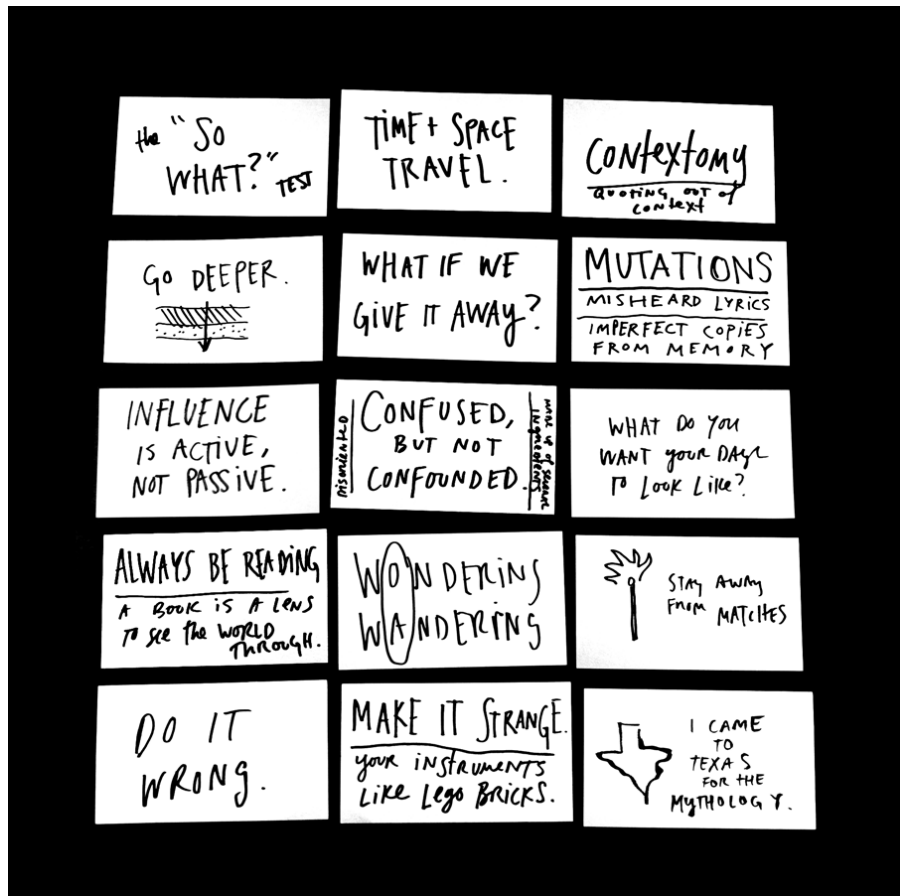 the "SO
WHAT?" TEST
TIME + SPACE
TRAVEL.
CONTEXTOMY
QUOTING OUT of
CONTEXT
GO DEEPER.
WHAT IF WE
GIVE IT AWAY?
MUTATIONS
MISHEARD LYRICS
IMPERFECT COPIES
FROM MEMORY
INFLUENCE
IS ACTIVE,
NOT PASSIVE.
DISORIENTED
CONFUSED,
BUT NOT
CONFOUNDED.
MADE UP of
INGREDIENTS
WHAT DO YOU
WANT your DAYS
TO LOOK LIKE?
ALWAYS BE READING
A BOOK IS A LENS
TO see the WORLD
THROUGH.
WONDERING
WANDERING
STAY AWAY
FROM MATCHES
DO IT
WRONG.
MAKE IT STRANGE.
your INSTRUMENTS
LIKE LEGO BRICKS.
I CAME
TO
TEXAS
FOR THE
MYTHOLOGY.